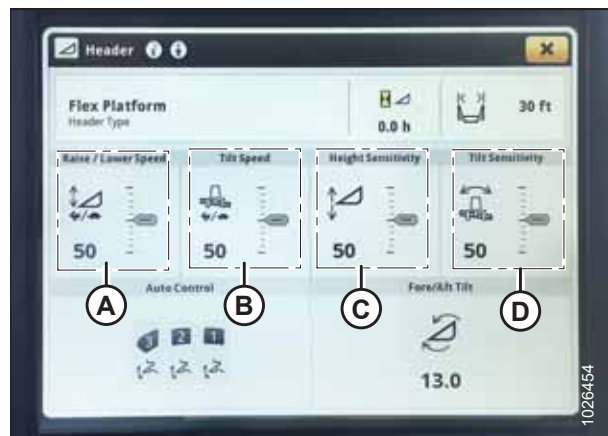 Header
Flex Platform
Header Type
0.0 h
30 ft
Raise / Lower Speed
Tilt Speed
Height Sensitivity
Tilt Sensitivity
50
50
50
50
A
B
C
D
Auto Control
Fore/Aft Tilt
3 2 1
13.0
1026454